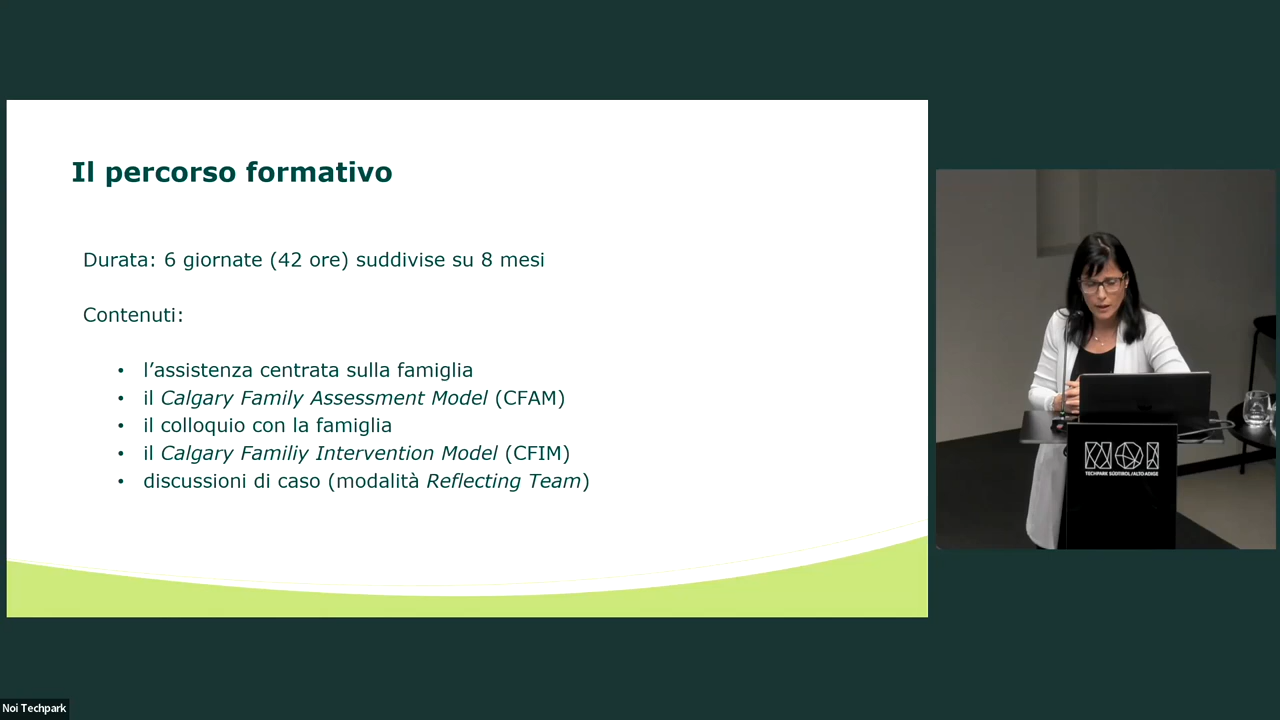 Il percorso formativo
Durata: 6 giornate (42 ore) suddivise su 8 mesi
Contenuti:
• l’assistenza centrata sulla famiglia
• il Calgary Family Assessment Model (CFAM)
• il colloquio con la famiglia
• il Calgary Familiy Intervention Model (CFIM)
• discussioni di caso (modalità Reflecting Team)
NOI
TECHPARK SÜDTIROL/ALTO ADIGE
Noi Techpark